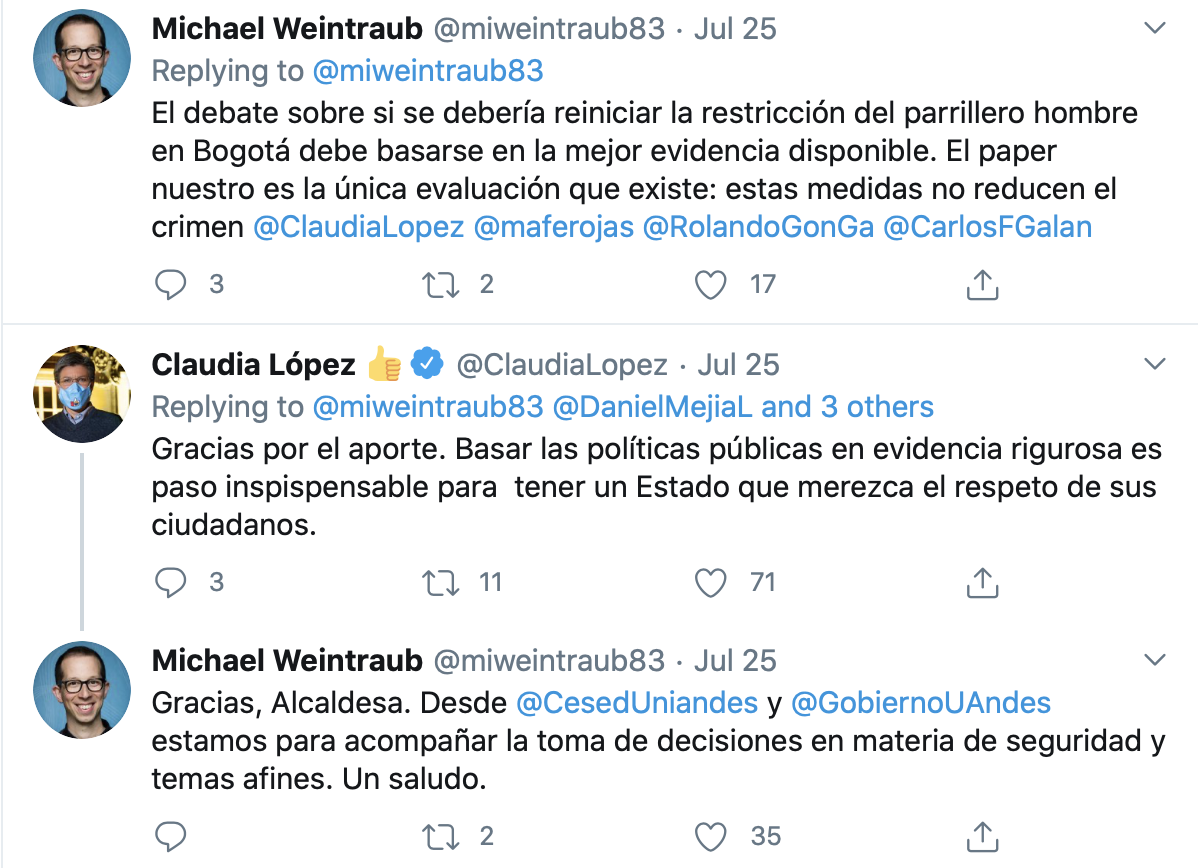 Michael Weintraub @miweintraub83 · Jul 25
Replying to @miweintraub83
El debate sobre si se debería reiniciar la restricción del parrillero hombre
en Bogotá debe basarse en la mejor evidencia disponible. El paper
nuestro es la única evaluación que existe: estas medidas no reducen el
crimen @ClaudiaLopez @maferojas @RolandoGonGa @CarlosFGalan
3 2 17
Claudia López 👍 @ClaudiaLopez · Jul 25
Replying to @miweintraub83 @DanielMejiaL and 3 others
Gracias por el aporte. Basar las políticas públicas en evidencia rigurosa es
paso inspispensable para  tener un Estado que merezca el respeto de sus
ciudadanos.
3 11 71
Michael Weintraub @miweintraub83 · Jul 25
Gracias, Alcaldesa. Desde @CesedUniandes y @GobiernoUAndes
estamos para acompañar la toma de decisiones en materia de seguridad y
temas afines. Un saludo.
2 35